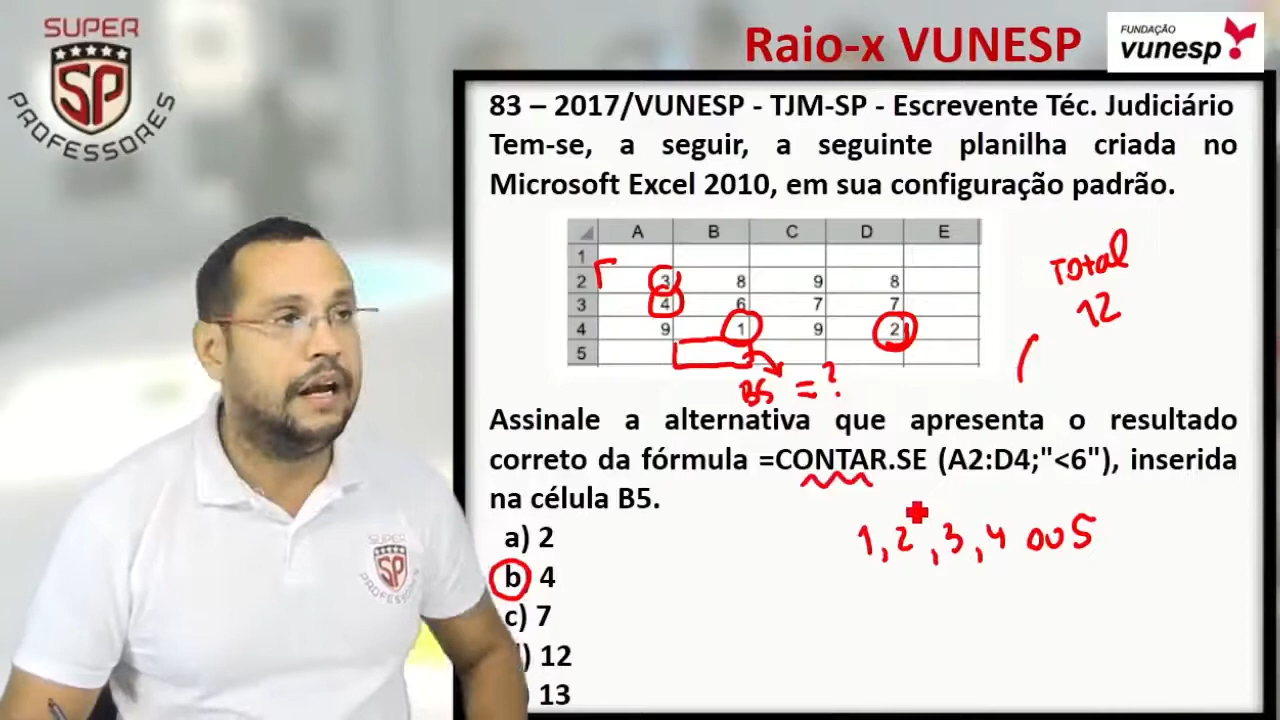 SUPER
SP
PROFESSORES
Raio-x VUNESP
FUNDAÇÃO
vunesp
83 – 2017/VUNESP - TJM-SP - Escrevente Téc. Judiciário
Tem-se, a seguir, a seguinte planilha criada no
Microsoft Excel 2010, em sua configuração padrão.
A B C D E
1
2 3 8 9 8
3 4 6 7 7
4 9 1 9 2
5
Total
12
B5 = ?
Assinale a alternativa que apresenta o resultado
correto da fórmula =CONTAR.SE (A2:D4;"<6"), inserida
na célula B5.
1, 2, 3, 4 ou 5
a) 2
b 4
c) 7
) 12
13
SUPER
SP
PROFESSORES